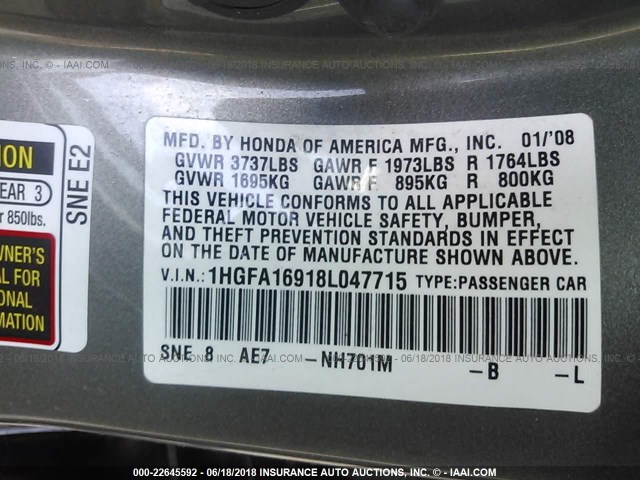 MFD. BY HONDA OF AMERICA MFG., INC. 01/'08
GVWR 3737LBS GAWR F 1973LBS R 1764LBS
GVWR 1695KG GAWR F 895KG R 800KG
THIS VEHICLE CONFORMS TO ALL APPLICABLE
FEDERAL MOTOR VEHICLE SAFETY, BUMPER,
AND THEFT PREVENTION STANDARDS IN EFFECT
ON THE DATE OF MANUFACTURE SHOWN ABOVE.
V.I.N.: 1HGFA16918L047715 TYPE:PASSENGER CAR
SNE 8 AE7 -NH701M -B -L
ION
EAR 3
850lbs.
SNE E2
WNER'S
AL FOR
ONAL
RMATION
000-22645592 - 06/18/2018 INSURANCE AUTO AUCTIONS, INC. - IAAI.COM